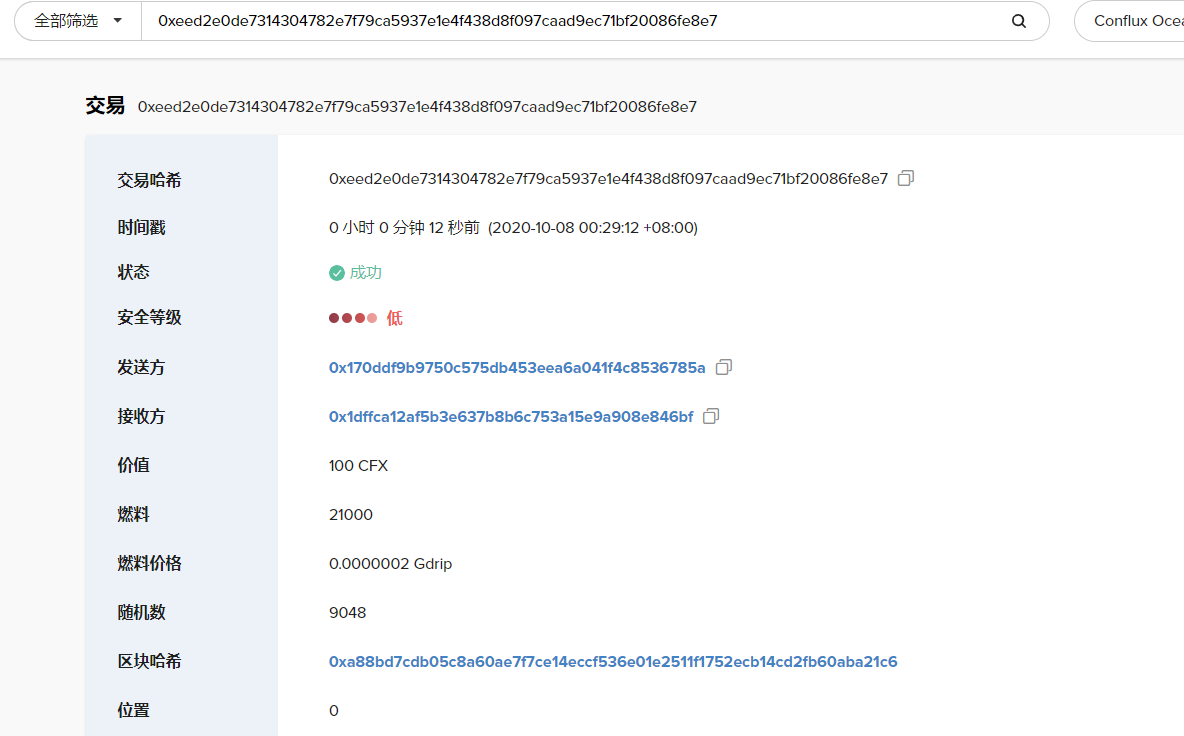 全部筛选 0xeed2e0de7314304782e7f79ca5937e1e4f438d8f097caad9ec71bf20086fe8e7 Conflux Ocea
交易 0xeed2e0de7314304782e7f79ca5937e1e4f438d8f097caad9ec71bf20086fe8e7
交易哈希 0xeed2e0de7314304782e7f79ca5937e1e4f438d8f097caad9ec71bf20086fe8e7
时间戳 0 小时 0 分钟 12 秒前 (2020-10-08 00:29:12 +08:00)
状态 成功
安全等级 低
发送方 0x170ddf9b9750c575db453eea6a041f4c8536785a
接收方 0x1dffca12af5b3e637b8b6c753a15e9a908e846bf
价值 100 CFX
燃料 21000
燃料价格 0.0000002 Gdrip
随机数 9048
区块哈希 0xa88bd7cdb05c8a60ae7f7ce14eccf536e01e2511f1752ecb14cd2fb60aba21c6
位置 0